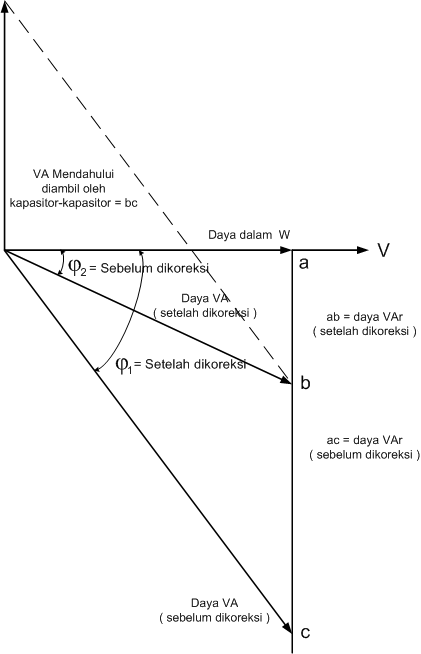 VA Mendahului
diambil oleh
kapasitor-kapasitor = bc
Daya dalam W
V
a
φ2 = Sebelum dikoreksi
Daya VA
( setelah dikoreksi )
ab = daya VAr
( setelah dikoreksi )
φ1 = Setelah dikoreksi
b
ac = daya VAr
( sebelum dikoreksi )
Daya VA
( sebelum dikoreksi )
c